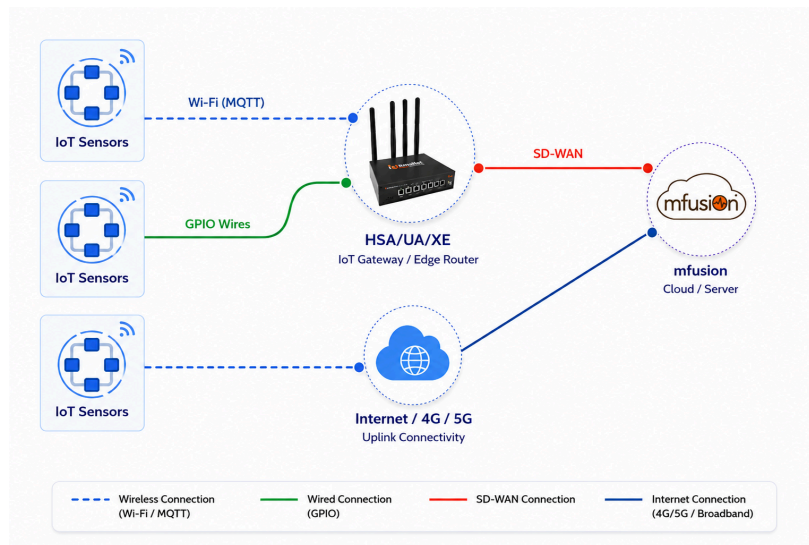 IoT Sensors
Wi-Fi (MQTT)
IoT Sensors
GPIO Wires
IoT Sensors
HSA/UA/XE
IoT Gateway / Edge Router
SD-WAN
mfusion
mfusion
Cloud / Server
Internet / 4G / 5G
Uplink Connectivity
Wireless Connection
(Wi-Fi / MQTT)
Wired Connection
(GPIO)
SD-WAN Connection
Internet Connection
(4G/5G / Broadband)